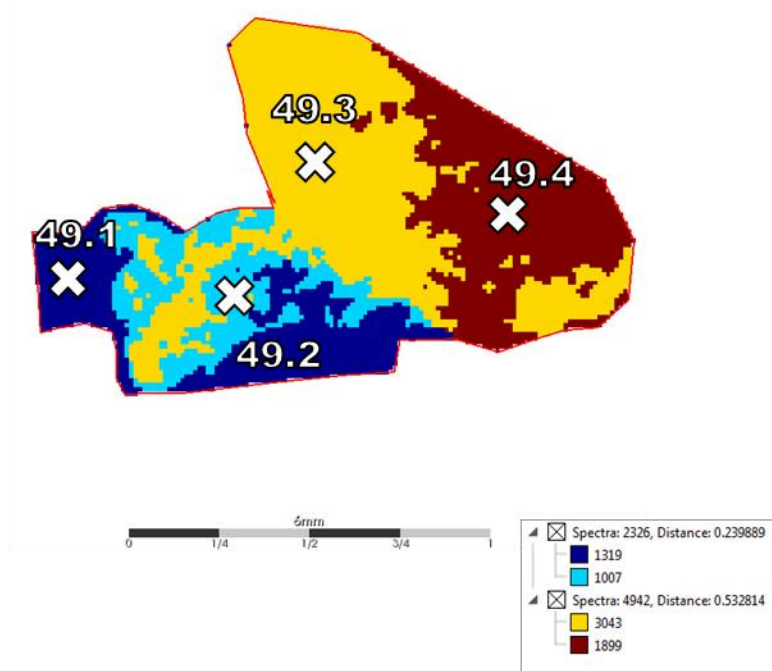 49.3
49.4
49.1
49.2
6mm
0 1/4 1/2 3/4 1
Spectra: 2326, Distance: 0.239889
1319
1007
Spectra: 4942, Distance: 0.532814
3043
1899